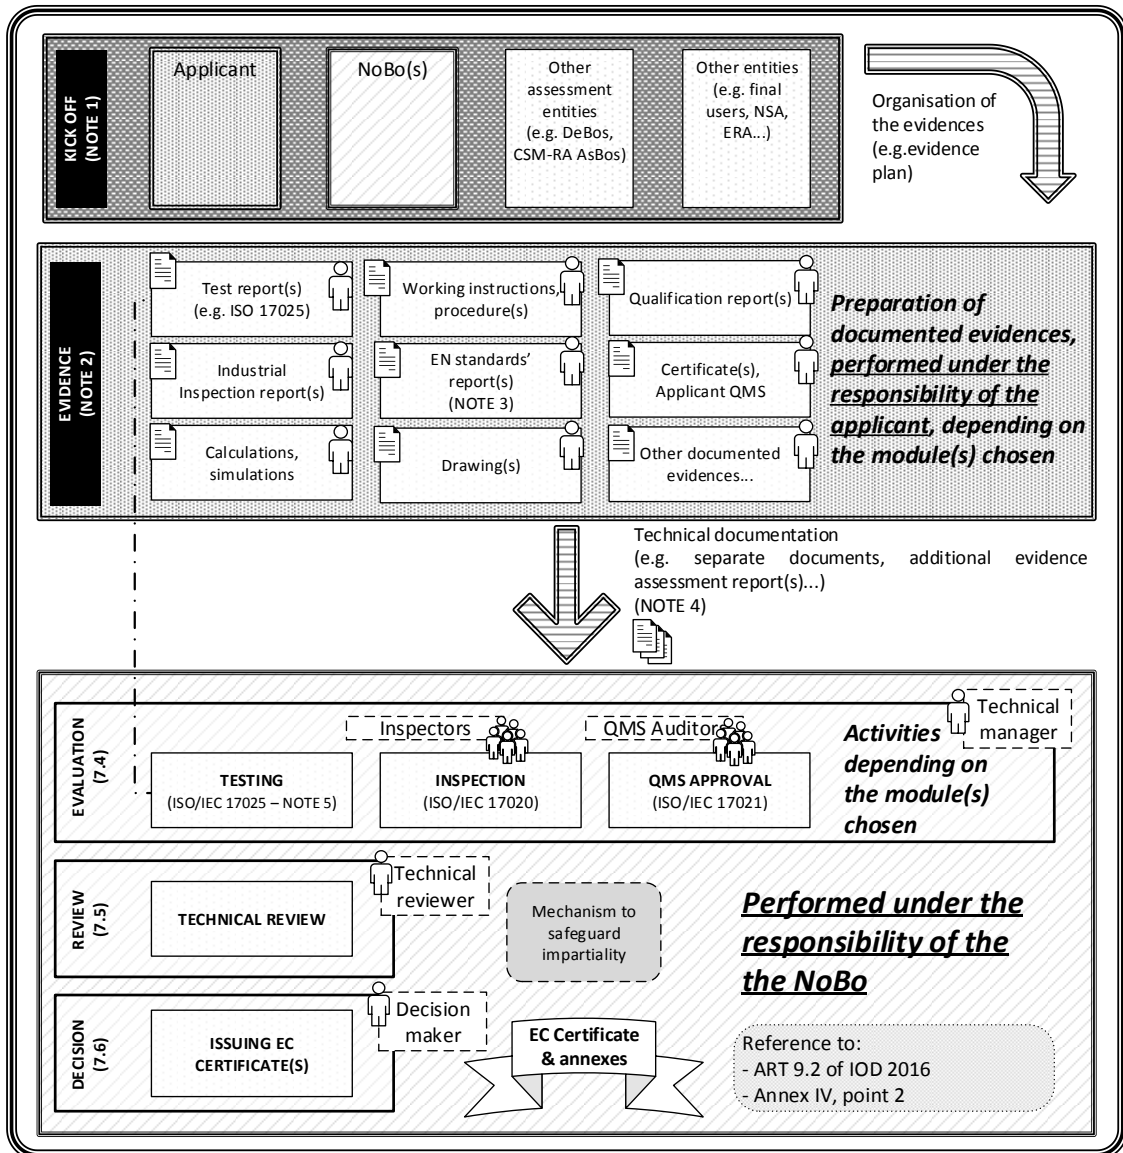 KICK OFF
(NOTE 1)
Applicant
NoBo(s)
Other
assessment
entities
(e.g. DeBos,
CSM-RA AsBos)
Other entities
(e.g. final
users, NSA,
ERA...)
Organisation of
the evidences
(e.g.evidence
plan)
EVIDENCE
(NOTE 2)
Test report(s)
(e.g. ISO 17025)
Working instructions,
procedure(s)
Qualification report(s)
Industrial
Inspection report(s)
EN standards’
report(s)
(NOTE 3)
Certificate(s),
Applicant QMS
Calculations,
simulations
Drawing(s)
Other documented
evidences...
Preparation of
documented evidences,
performed under the
responsibility of the
applicant, depending on
the module(s) chosen
Technical documentation
(e.g. separate documents, additional evidence
assessment report(s)...)
(NOTE 4)
EVALUATION
(7.4)
Inspectors
QMS Auditor
Technical
manager
TESTING
(ISO/IEC 17025 – NOTE 5)
INSPECTION
(ISO/IEC 17020)
QMS APPROVAL
(ISO/IEC 17021)
Activities
depending on
the module(s)
chosen
REVIEW
(7.5)
TECHNICAL REVIEW
Technical
reviewer
Mechanism to
safeguard
impartiality
Performed under the
responsibility of the
the NoBo
DECISION
(7.6)
ISSUING EC
CERTIFICATE(S)
Decision
maker
EC Certificate
& annexes
Reference to:
- ART 9.2 of IOD 2016
- Annex IV, point 2